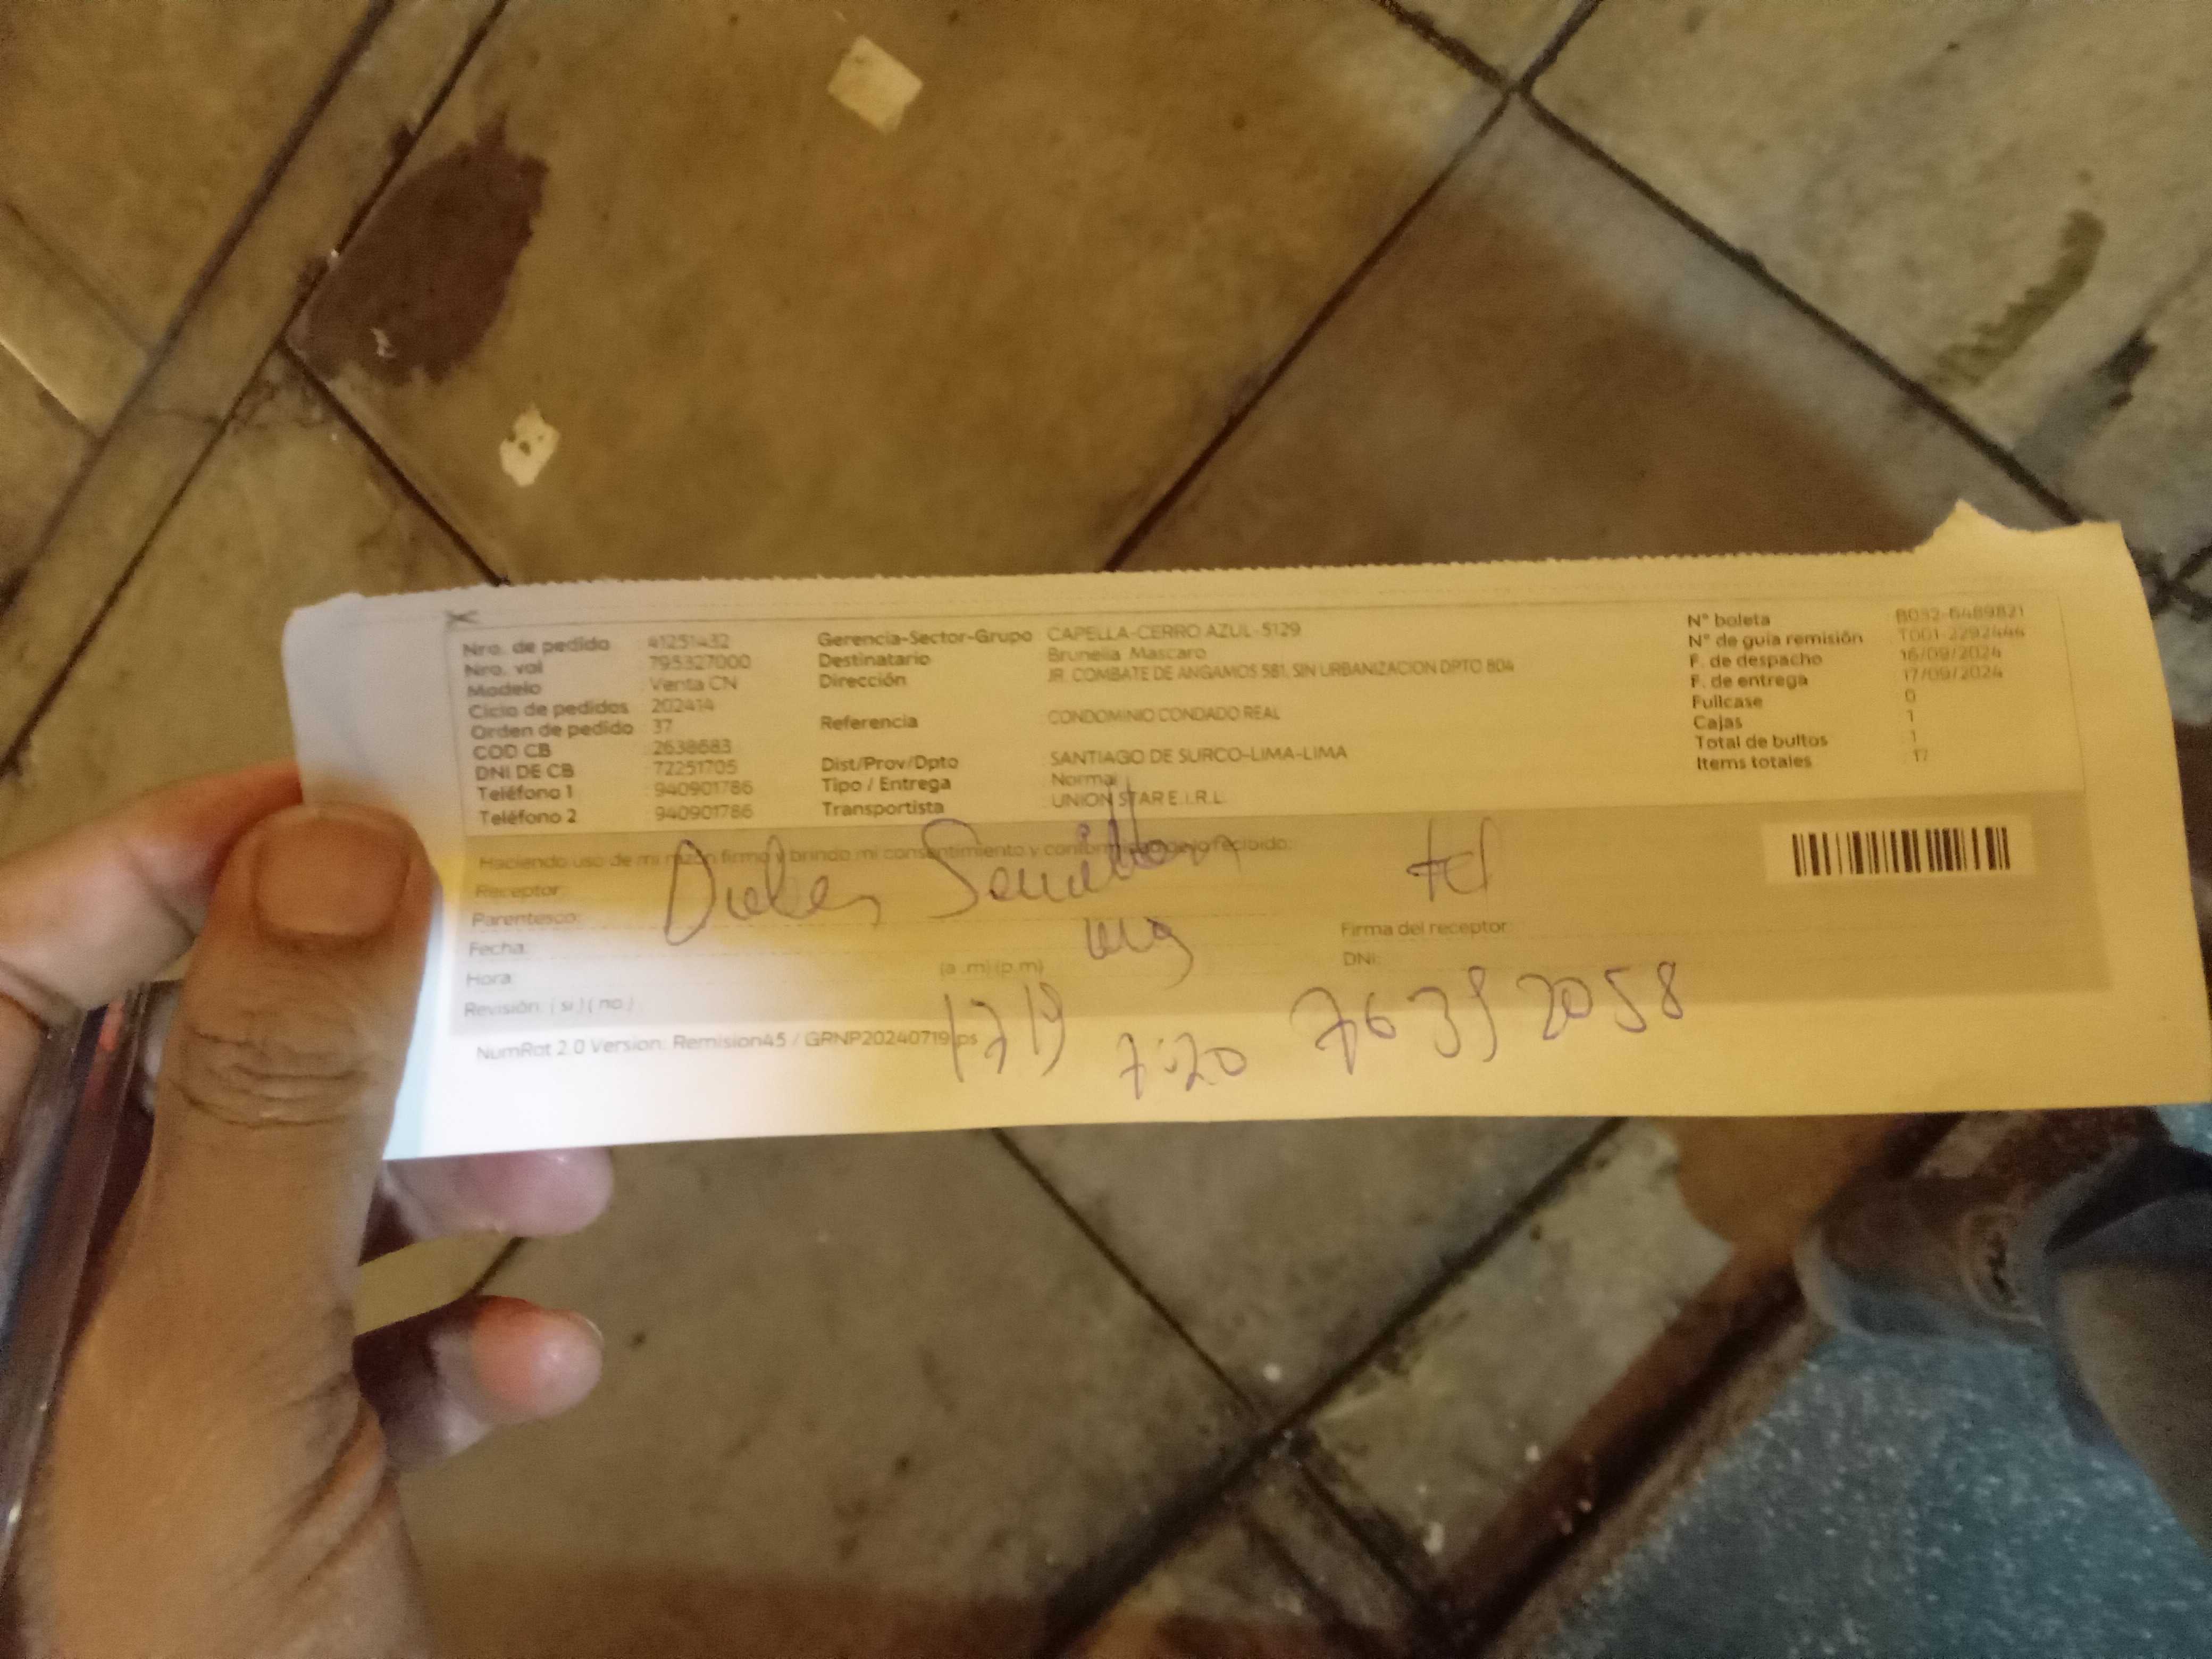 Nro. de pedido 41251432
Nro. vol 795327000
Modelo Venta CN
Ciclo de pedidos 202414
Orden de pedido 37
COD CB 2638683
DNI DE CB 72251705
Teléfono 1 940901786
Teléfono 2 940901786
Gerencia-Sector-Grupo CAPELLA-CERRO AZUL-5129
Destinatario Brunella Mascaro
Dirección JR. COMBATE DE ANGAMOS 581, SIN URBANIZACION DPTO 804
Referencia CONDOMINIO CONDADO REAL
Dist/Prov/Dpto SANTIAGO DE SURCO-LIMA-LIMA
Tipo / Entrega Normal
Transportista UNION STAR E.I.R.L.
N° boleta B032-6489821
N° de guía remisión T001-2292444
F. de despacho 16/09/2024
F. de entrega 17/09/2024
Fullcase 0
Cajas 1
Total de bultos 1
Items totales 17
Haciendo uso de mi razón firmo y brindo mi consentimiento y conformidad de lo recibido:
Receptor:
Parentesco:
Fecha:
Hora: (a.m) (p.m)
Revisión: ( si ) ( no )
Firma del receptor:
DNI:
NumRot 2.0 Version: Remision45 / GRNP20240719.jps
17 19 7:20 76392058